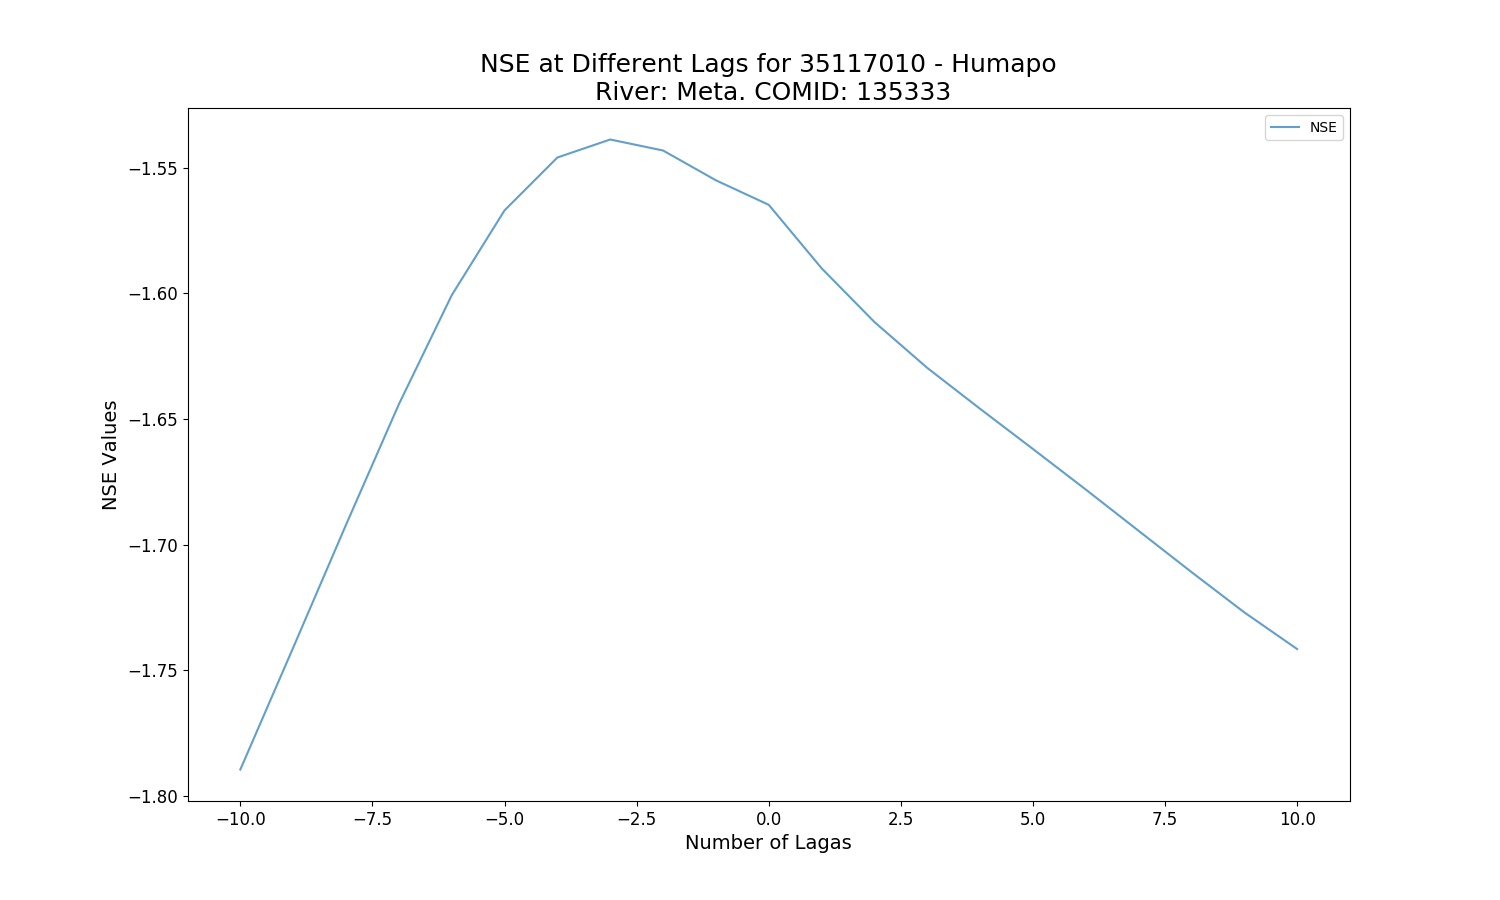 NSE at Different Lags for 35117010 - Humapo
River: Meta. COMID: 135333
NSE
−1.55
−1.60
−1.65
−1.70
−1.75
−1.80
NSE Values
−10.0 −7.5 −5.0 −2.5 0.0 2.5 5.0 7.5 10.0
Number of Lagas